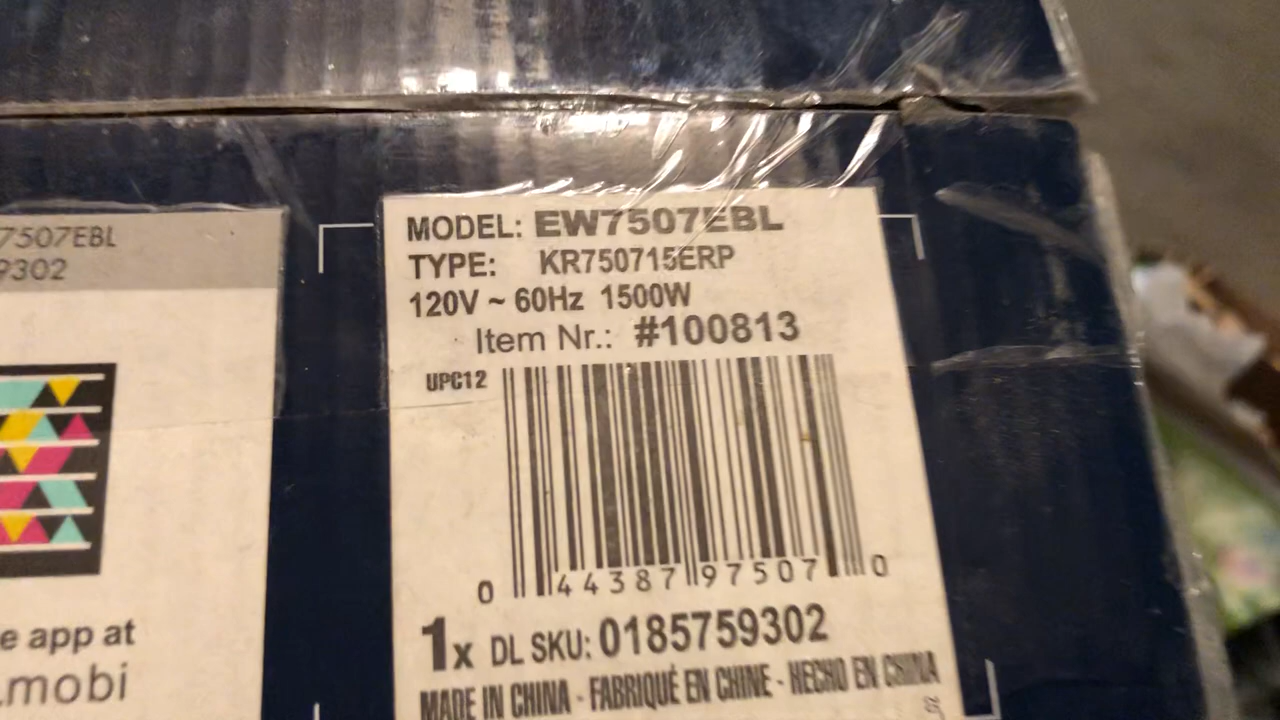 7507EBL
9302
e app at
.mobi
MODEL: EW7507EBL
TYPE: KR750715ERP
120V ~ 60Hz 1500W
Item Nr.: #100813
UPC12
0 44387 97507 0
1x DL SKU: 0185759302
MADE IN CHINA - FABRIQUÉ EN CHINE - HECHO EN CHINA